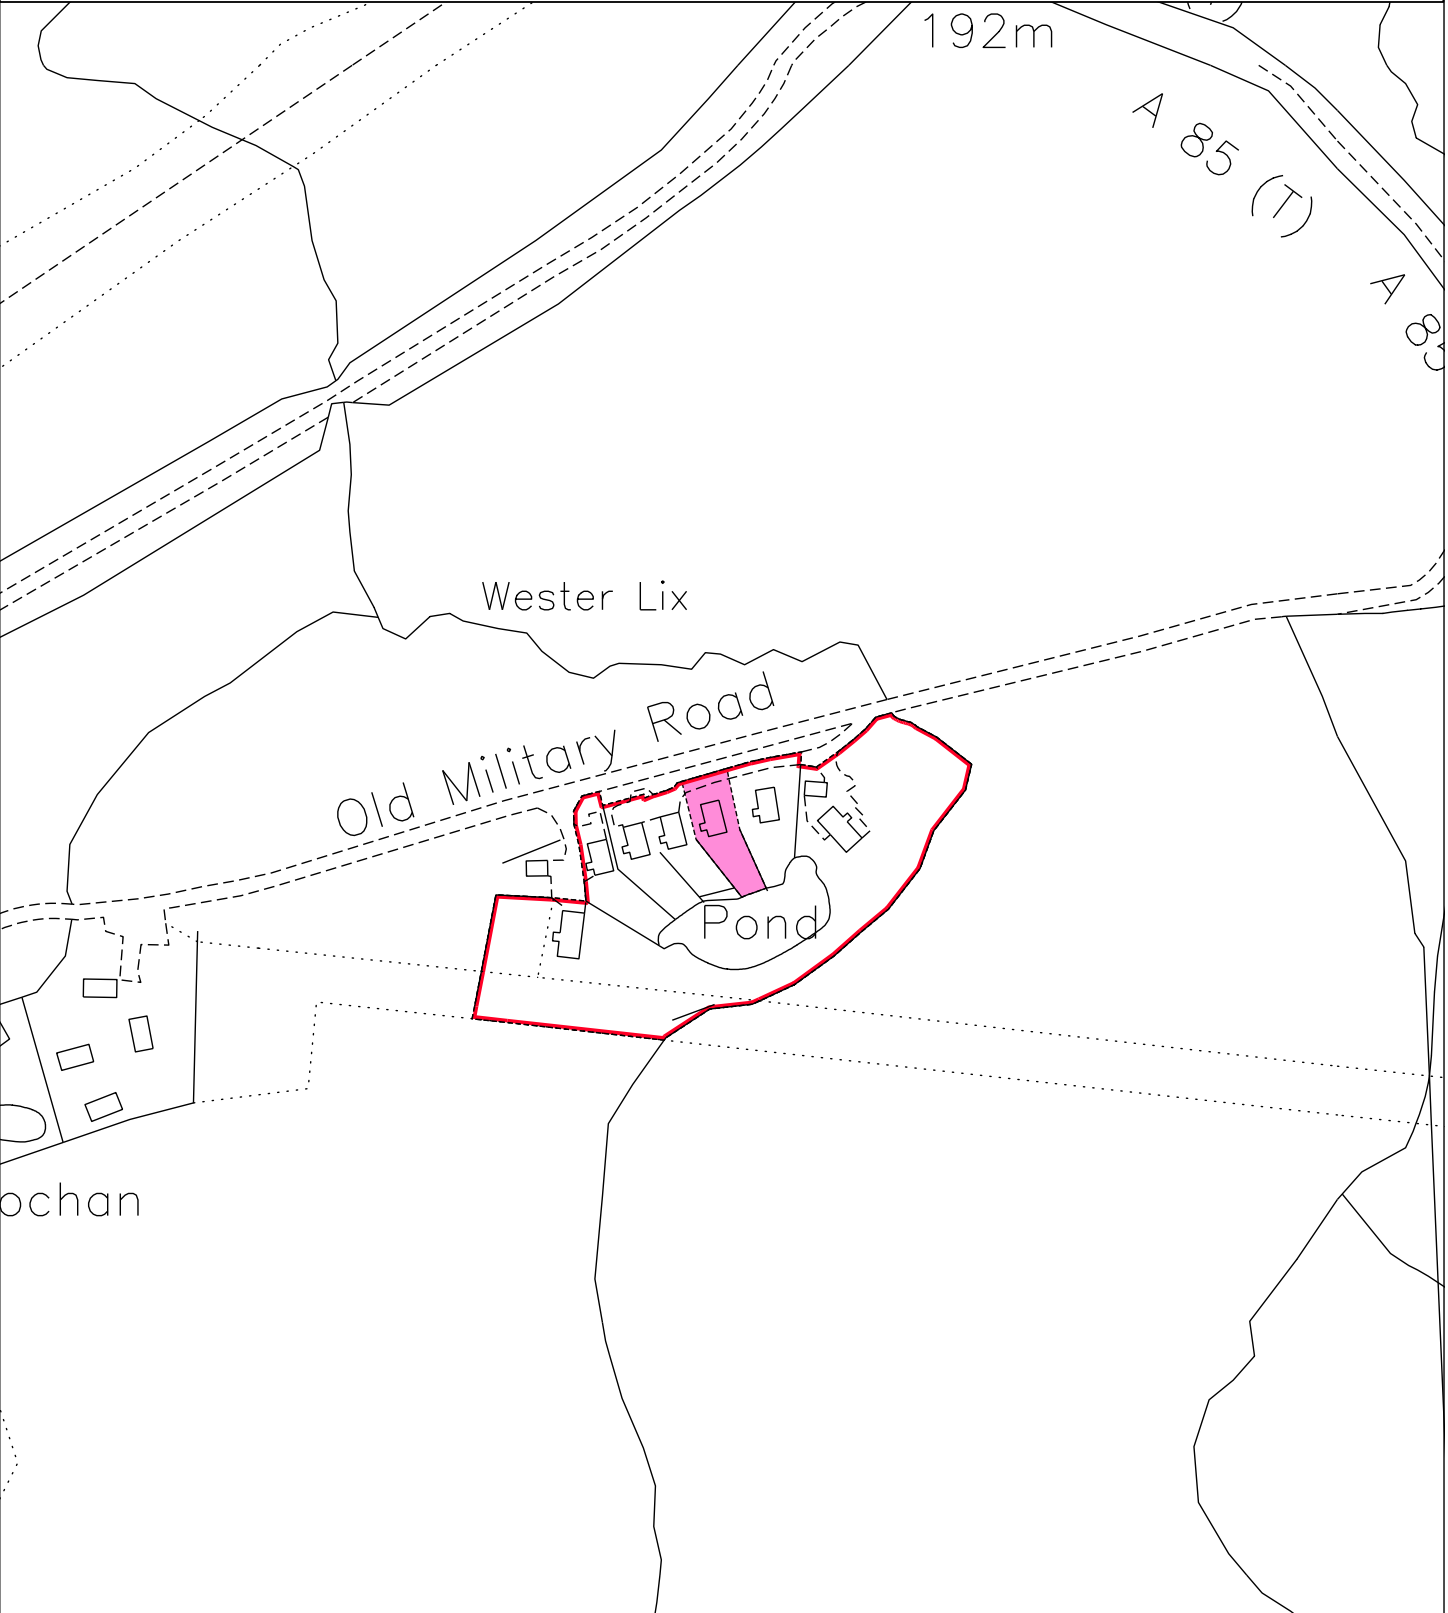 192m
A 85 (T)
A 85
Wester Lix
Old Military Road
Pond
ochan